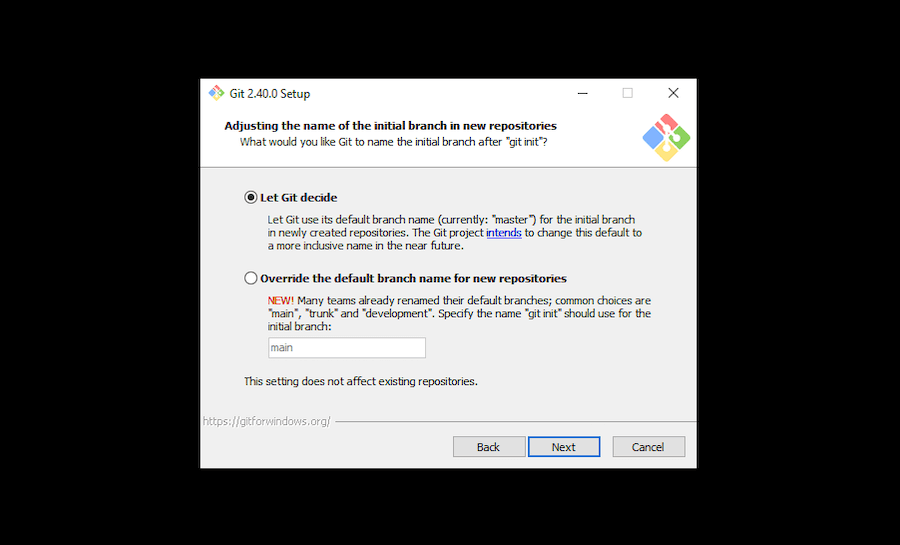 Git 2.40.0 Setup
Adjusting the name of the initial branch in new repositories
What would you like Git to name the initial branch after "git init"?
Let Git decide
Let Git use its default branch name (currently: "master") for the initial branch
in newly created repositories. The Git project intends to change this default to
a more inclusive name in the near future.
Override the default branch name for new repositories
NEW! Many teams already renamed their default branches; common choices are
"main", "trunk" and "development". Specify the name "git init" should use for the
initial branch:
main
This setting does not affect existing repositories.
https://gitforwindows.org/
Back Next Cancel